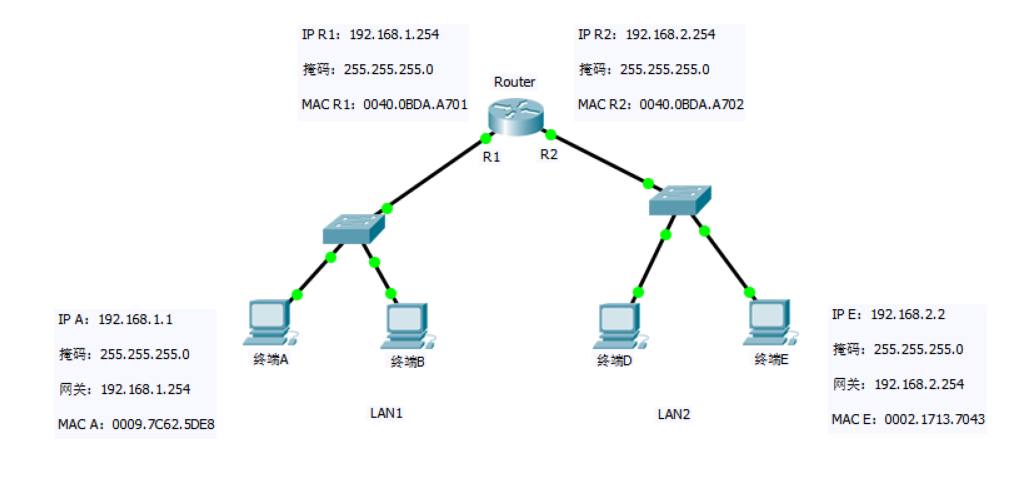 IP R1：192.168.1.254
掩码：255.255.255.0
MAC R1：0040.0BDA.A701
IP R2：192.168.2.254
掩码：255.255.255.0
MAC R2：0040.0BDA.A702
Router
R1
R2
IP A：192.168.1.1
掩码：255.255.255.0
网关：192.168.1.254
MAC A：0009.7C62.5DE8
终端A
终端B
终端D
终端E
IP E：192.168.2.2
掩码：255.255.255.0
网关：192.168.2.254
MAC E：0002.1713.7043
LAN1
LAN2